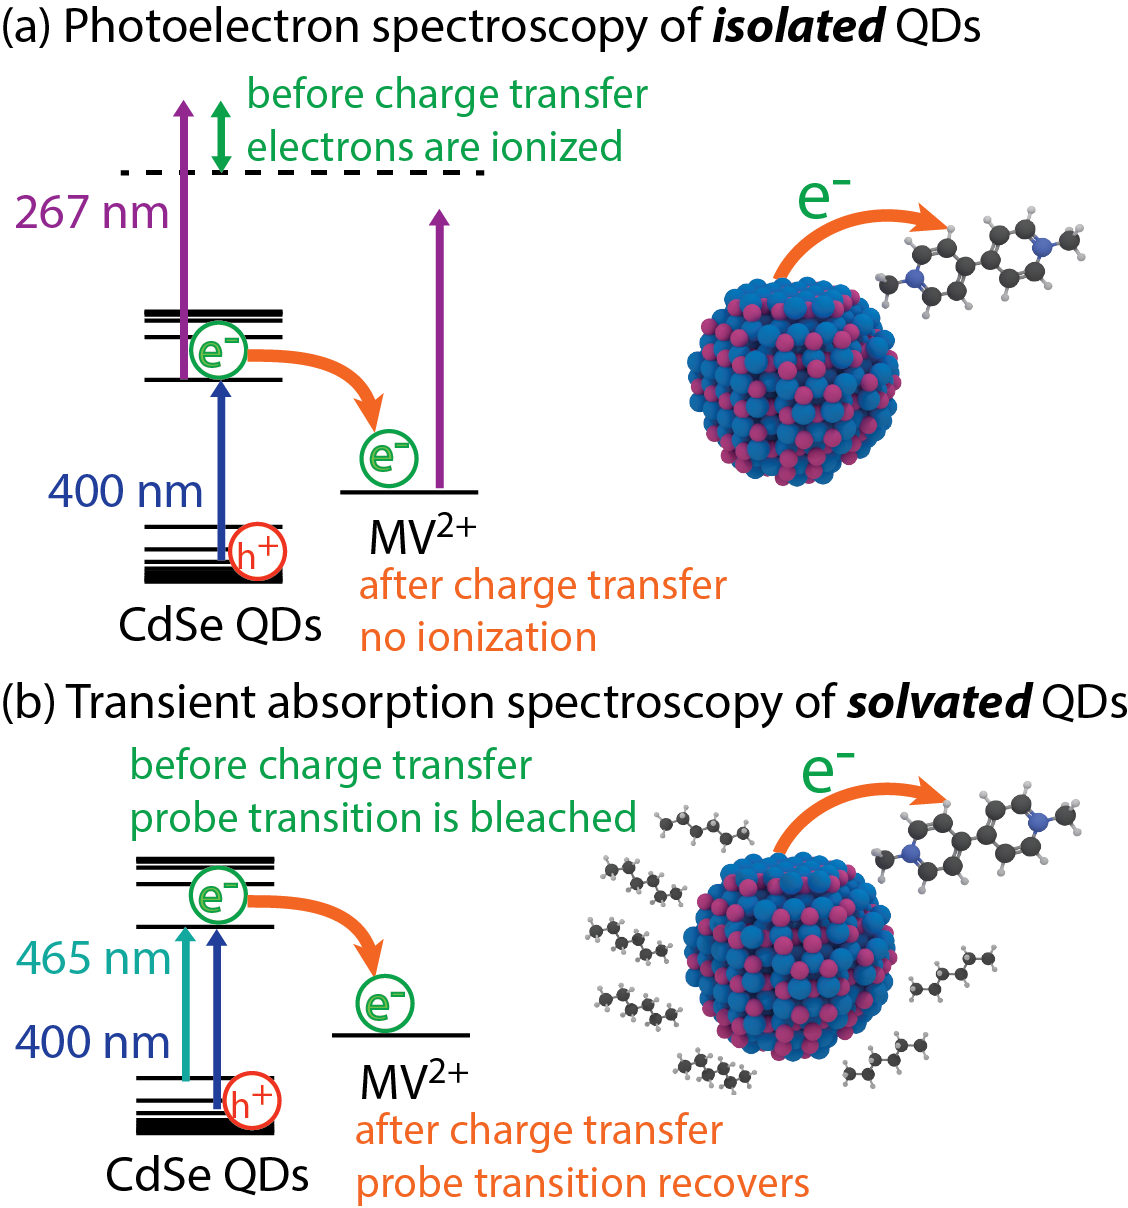 (a) Photoelectron spectroscopy of isolated QDs
before charge transfer
electrons are ionized
267 nm
e⁻
e⁻
400 nm
e⁻
h⁺
MV²⁺
CdSe QDs
after charge transfer
no ionization
(b) Transient absorption spectroscopy of solvated QDs
before charge transfer
probe transition is bleached
e⁻
e⁻
465 nm
400 nm
e⁻
h⁺
MV²⁺
CdSe QDs
after charge transfer
probe transition recovers